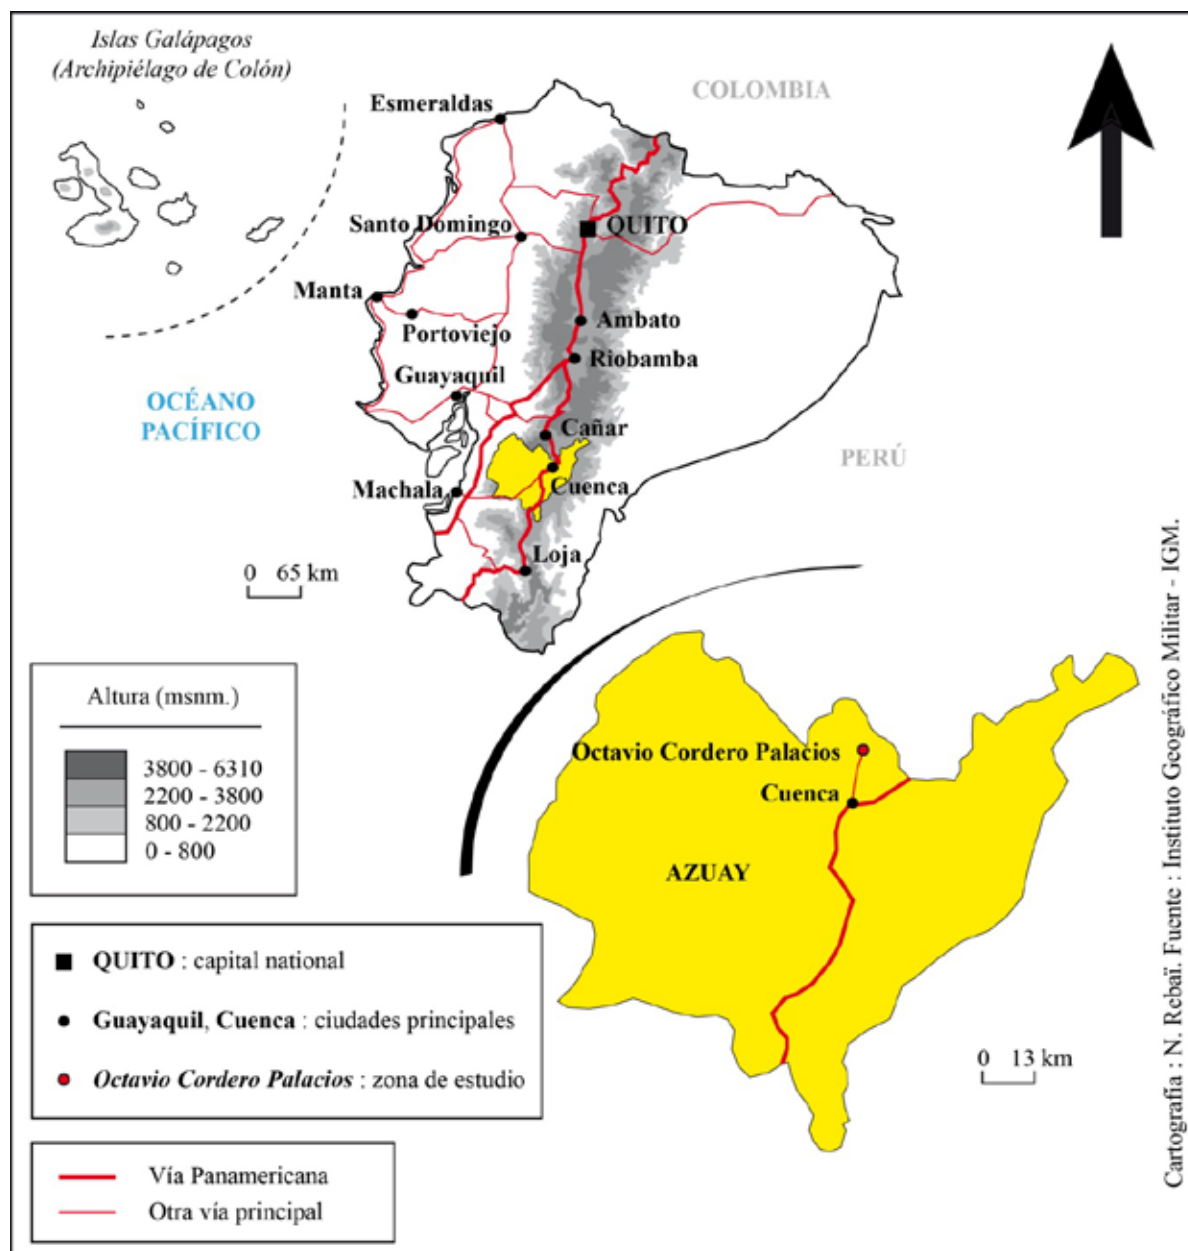 Islas Galápagos
(Archipiélago de Colón)
COLOMBIA
Esmeraldas
Santo Domingo
QUITO
Manta
Portoviejo
Ambato
Riobamba
Guayaquil
OCÉANO
PACÍFICO
Cañar
PERÚ
Machala
Cuenca
Loja
0 65 km
Altura (msnm.)
3800 - 6310
2200 - 3800
800 - 2200
0 - 800
Octavio Cordero Palacios
Cuenca
AZUAY
0 13 km
QUITO : capital national
Guayaquil, Cuenca : ciudades principales
Octavio Cordero Palacios : zona de estudio
Vía Panamericana
Otra vía principal
Cartografia : N. Rebaï. Fuente : Instituto Geográfico Militar - IGM.